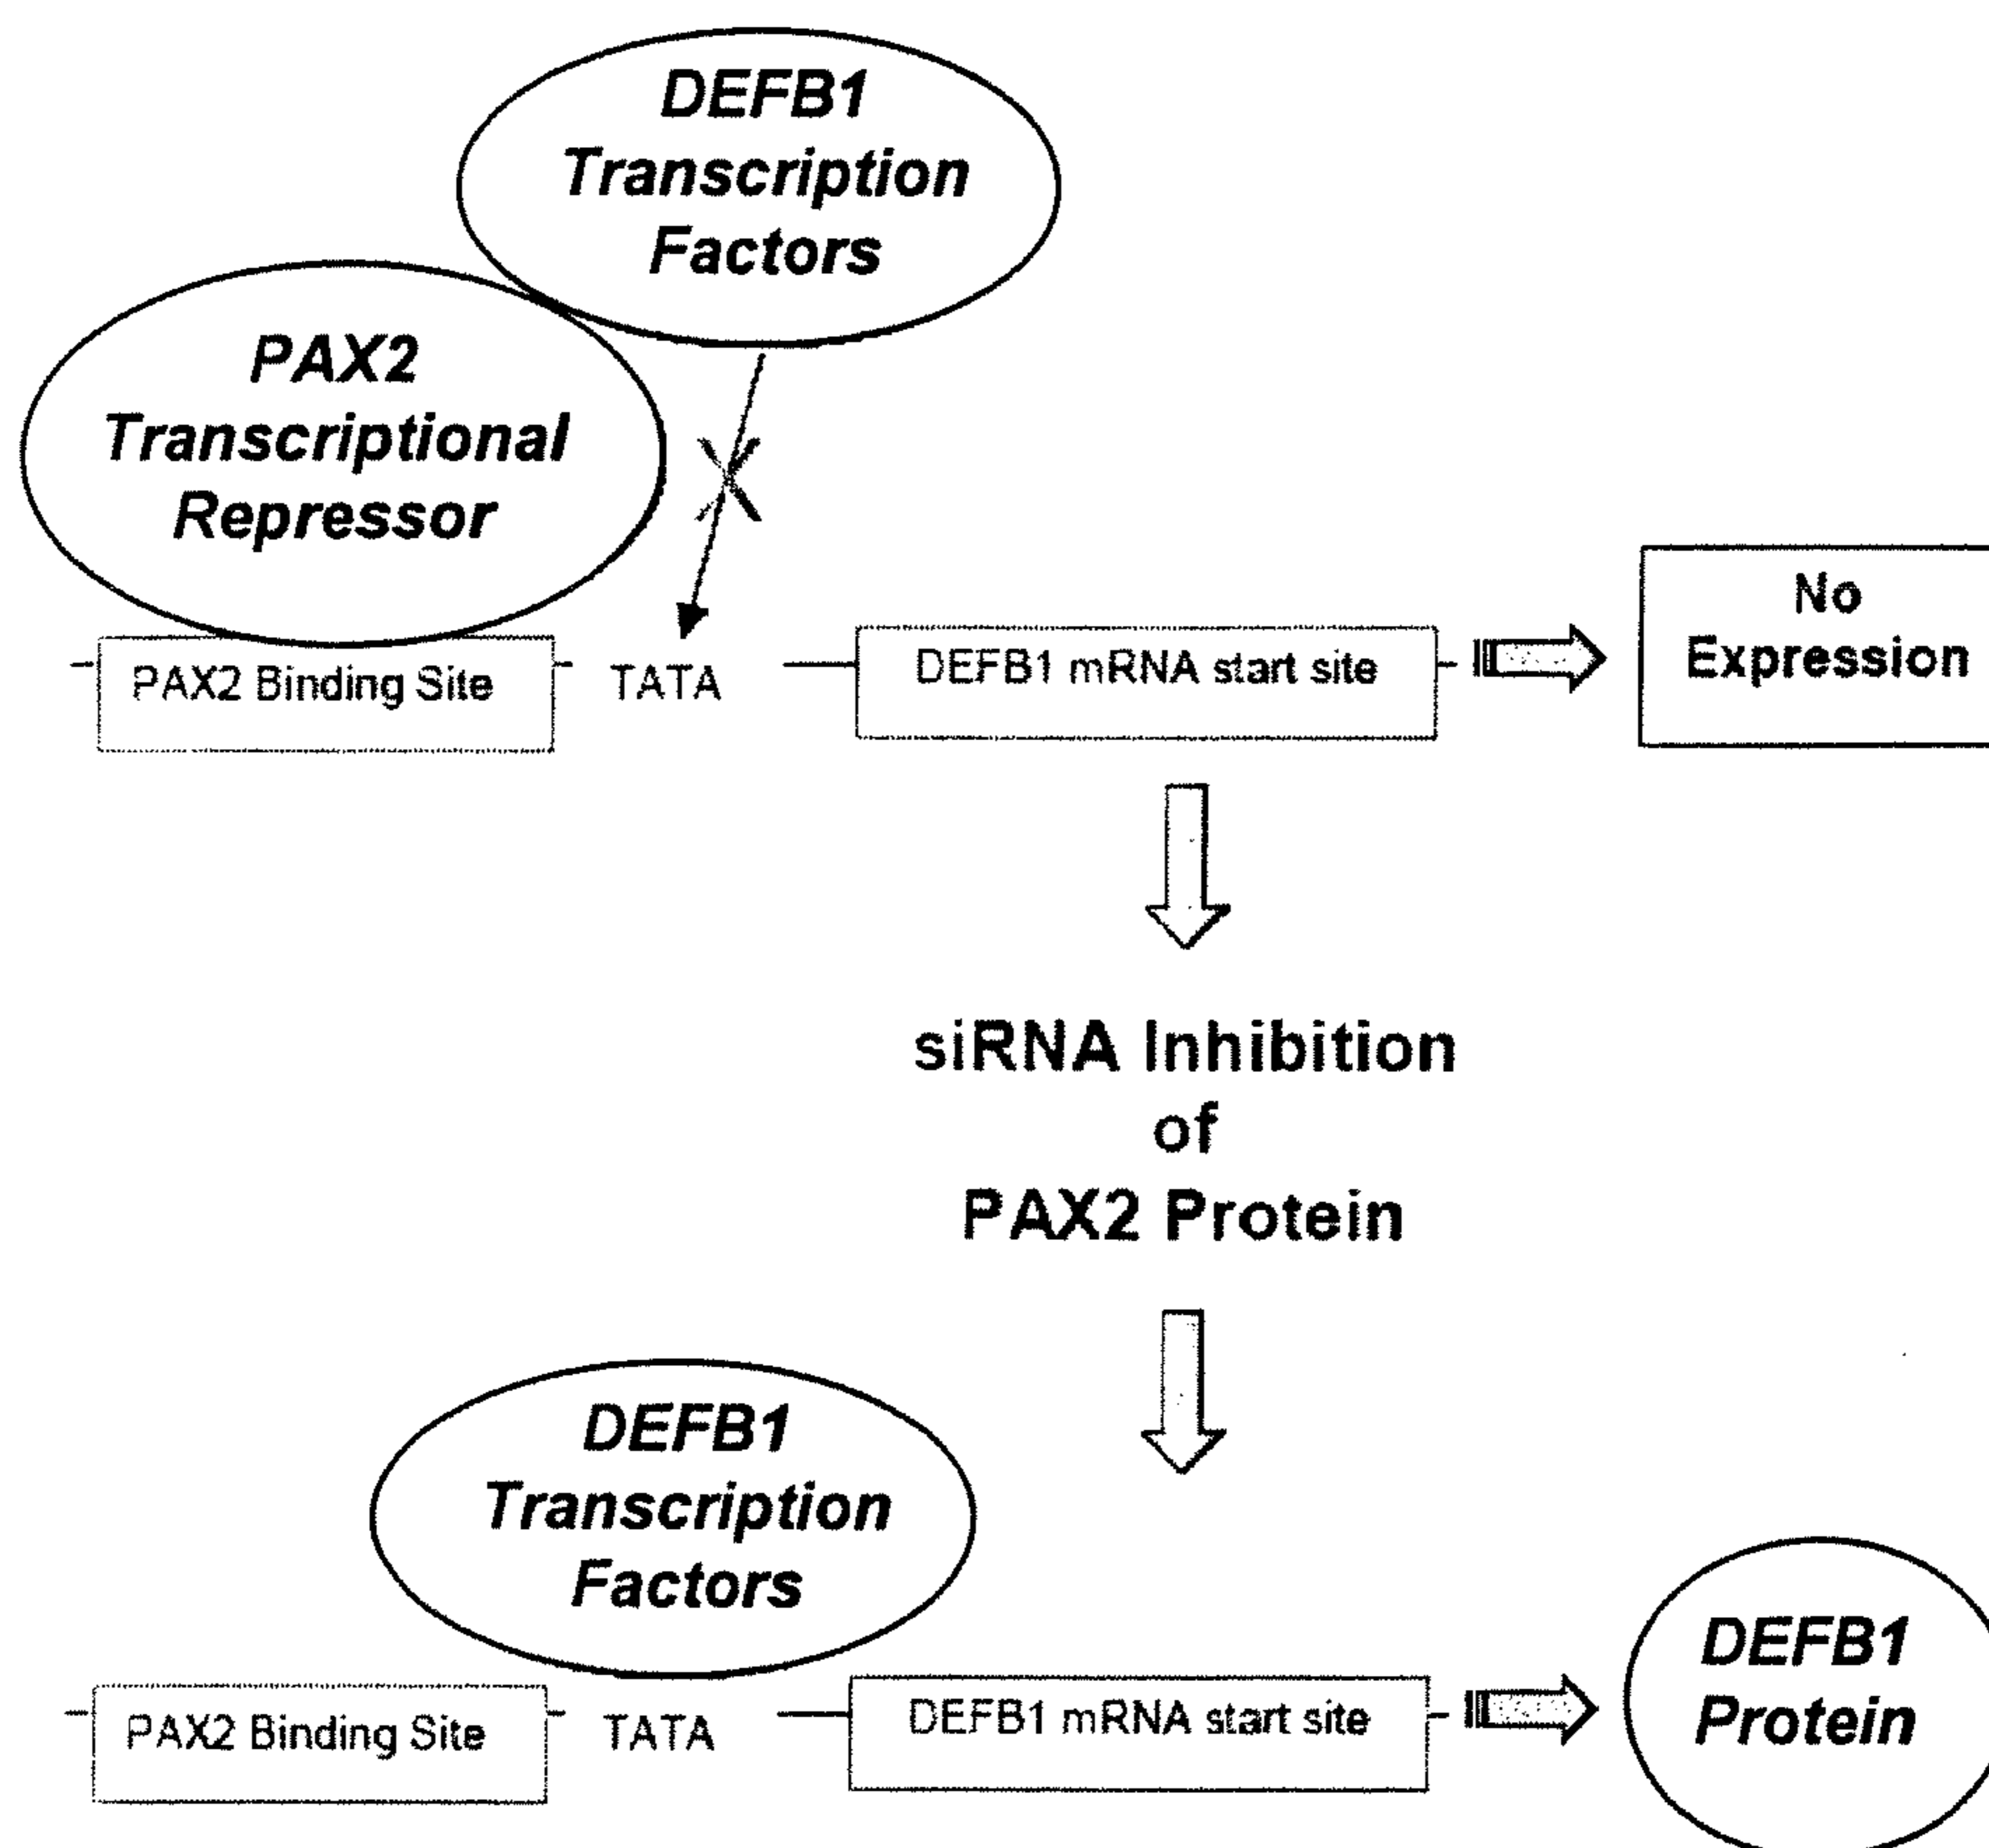 DEFB1
Transcription
Factors
PAX2
Transcriptional
Repressor
PAX2 Binding Site
TATA
DEFB1 mRNA start site
No
Expression
siRNA Inhibition
of
PAX2 Protein
DEFB1
Transcription
Factors
PAX2 Binding Site
TATA
DEFB1 mRNA start site
DEFB1
Protein